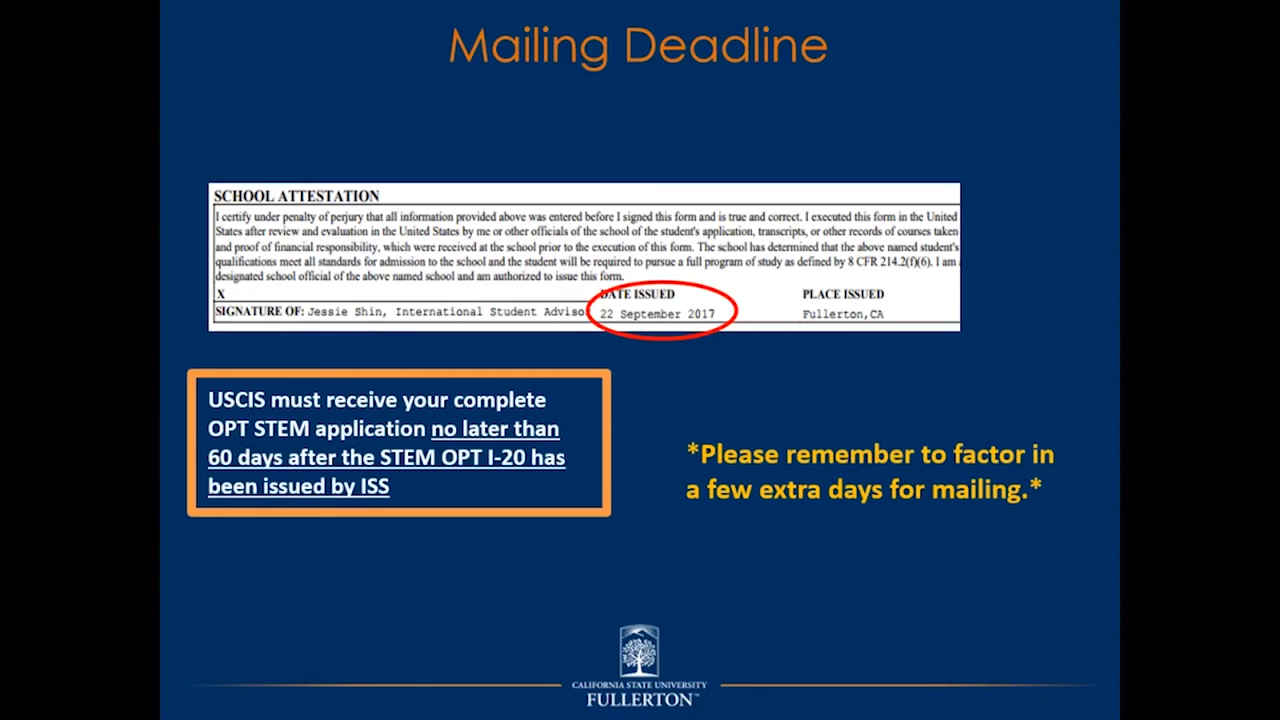 Mailing Deadline
SCHOOL ATTESTATION
I certify under penalty of perjury that all information provided above was entered before I signed this form and is true and correct. I executed this form in the United
States after review and evaluation in the United States by me or other officials of the school of the student's application, transcripts, or other records of courses taken
and proof of financial responsibility, which were received at the school prior to the execution of this form. The school has determined that the above named student's
qualifications meet all standards for admission to the school and the student will be required to pursue a full program of study as defined by 8 CFR 214.2(f)(6). I am a
designated school official of the above named school and am authorized to issue this form.
X DATE ISSUED PLACE ISSUED
SIGNATURE OF: Jessie Shin, International Student Adviso 22 September 2017 Fullerton,CA
USCIS must receive your complete
OPT STEM application no later than
60 days after the STEM OPT I-20 has
been issued by ISS
*Please remember to factor in
a few extra days for mailing.*
CALIFORNIA STATE UNIVERSITY
FULLERTON™